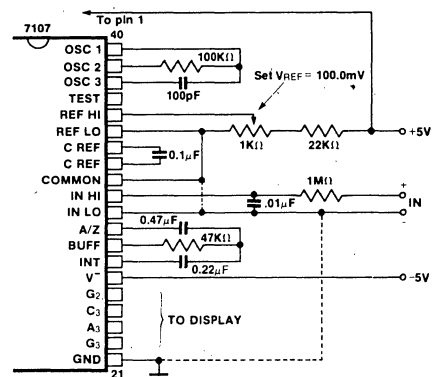 To pin 1
7107
40
OSC 1
100KΩ
OSC 2
OSC 3
100pF
Set VREF = 100.0mV
TEST
REF HI
REF LO
+5V
1KΩ
22KΩ
C REF
0.1µF
C REF
COMMON
1MΩ
IN HI
+
.01µF
IN
IN LO
-
0.47µF
A/Z
BUFF
47KΩ
INT
0.22µF
V⁻
-5V
G2
C3
TO DISPLAY
A3
G3
GND
21